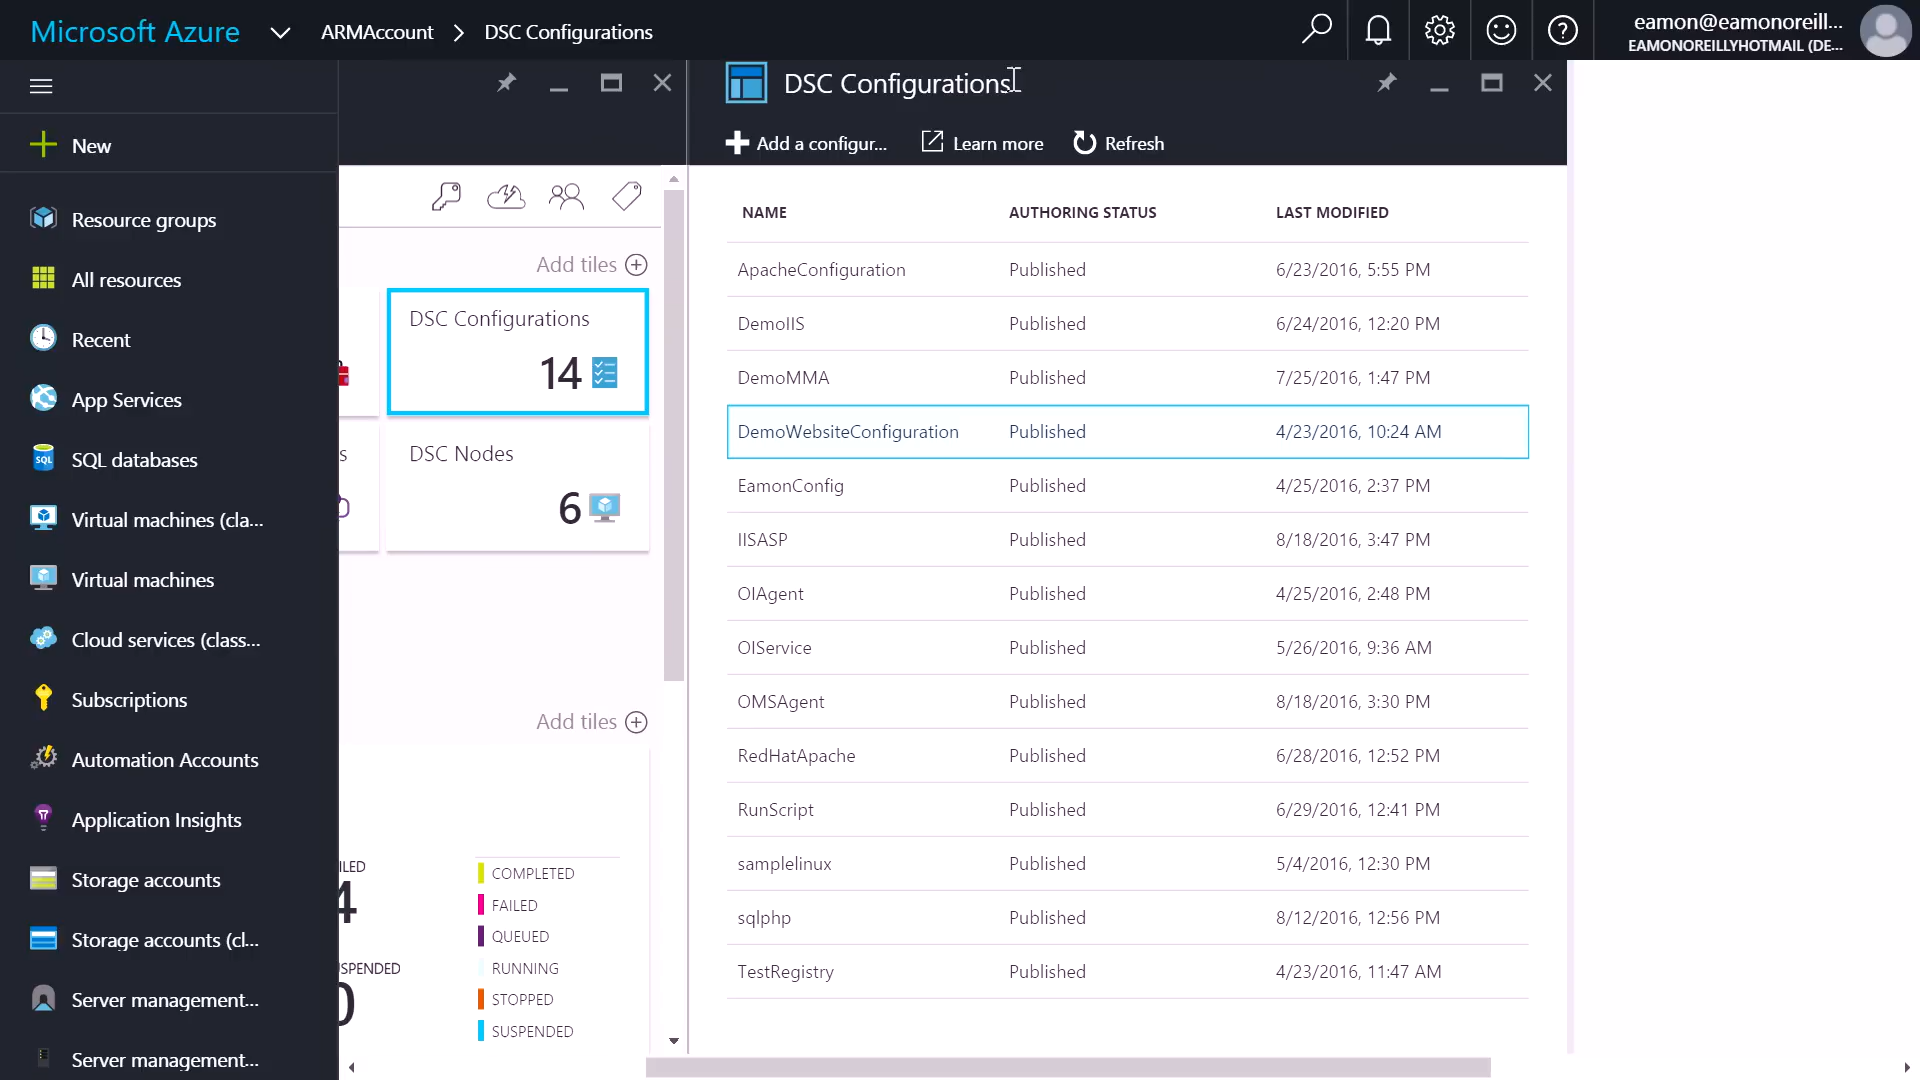 Microsoft Azure
ARMAccount > DSC Configurations
eamon@eamonoreill...
EAMONOREILLYHOTMAIL (DE...
New
Resource groups
All resources
Recent
App Services
SQL databases
Virtual machines (cla...
Virtual machines
Cloud services (class...
Subscriptions
Automation Accounts
Application Insights
Storage accounts
Storage accounts (cl...
Server management...
Server management...
Add tiles
DSC Configurations
14
s
DSC Nodes
6
Add tiles
ILED
4
SPENDED
0
COMPLETED
FAILED
QUEUED
RUNNING
STOPPED
SUSPENDED
DSC Configurations
Add a configur... Learn more Refresh
NAME AUTHORING STATUS LAST MODIFIED
ApacheConfiguration Published 6/23/2016, 5:55 PM
DemoIIS Published 6/24/2016, 12:20 PM
DemoMMA Published 7/25/2016, 1:47 PM
DemoWebsiteConfiguration Published 4/23/2016, 10:24 AM
EamonConfig Published 4/25/2016, 2:37 PM
IISASP Published 8/18/2016, 3:47 PM
OIAgent Published 4/25/2016, 2:48 PM
OIService Published 5/26/2016, 9:36 AM
OMSAgent Published 8/18/2016, 3:30 PM
RedHatApache Published 6/28/2016, 12:52 PM
RunScript Published 6/29/2016, 12:41 PM
samplelinux Published 5/4/2016, 12:30 PM
sqlphp Published 8/12/2016, 12:56 PM
TestRegistry Published 4/23/2016, 11:47 AM